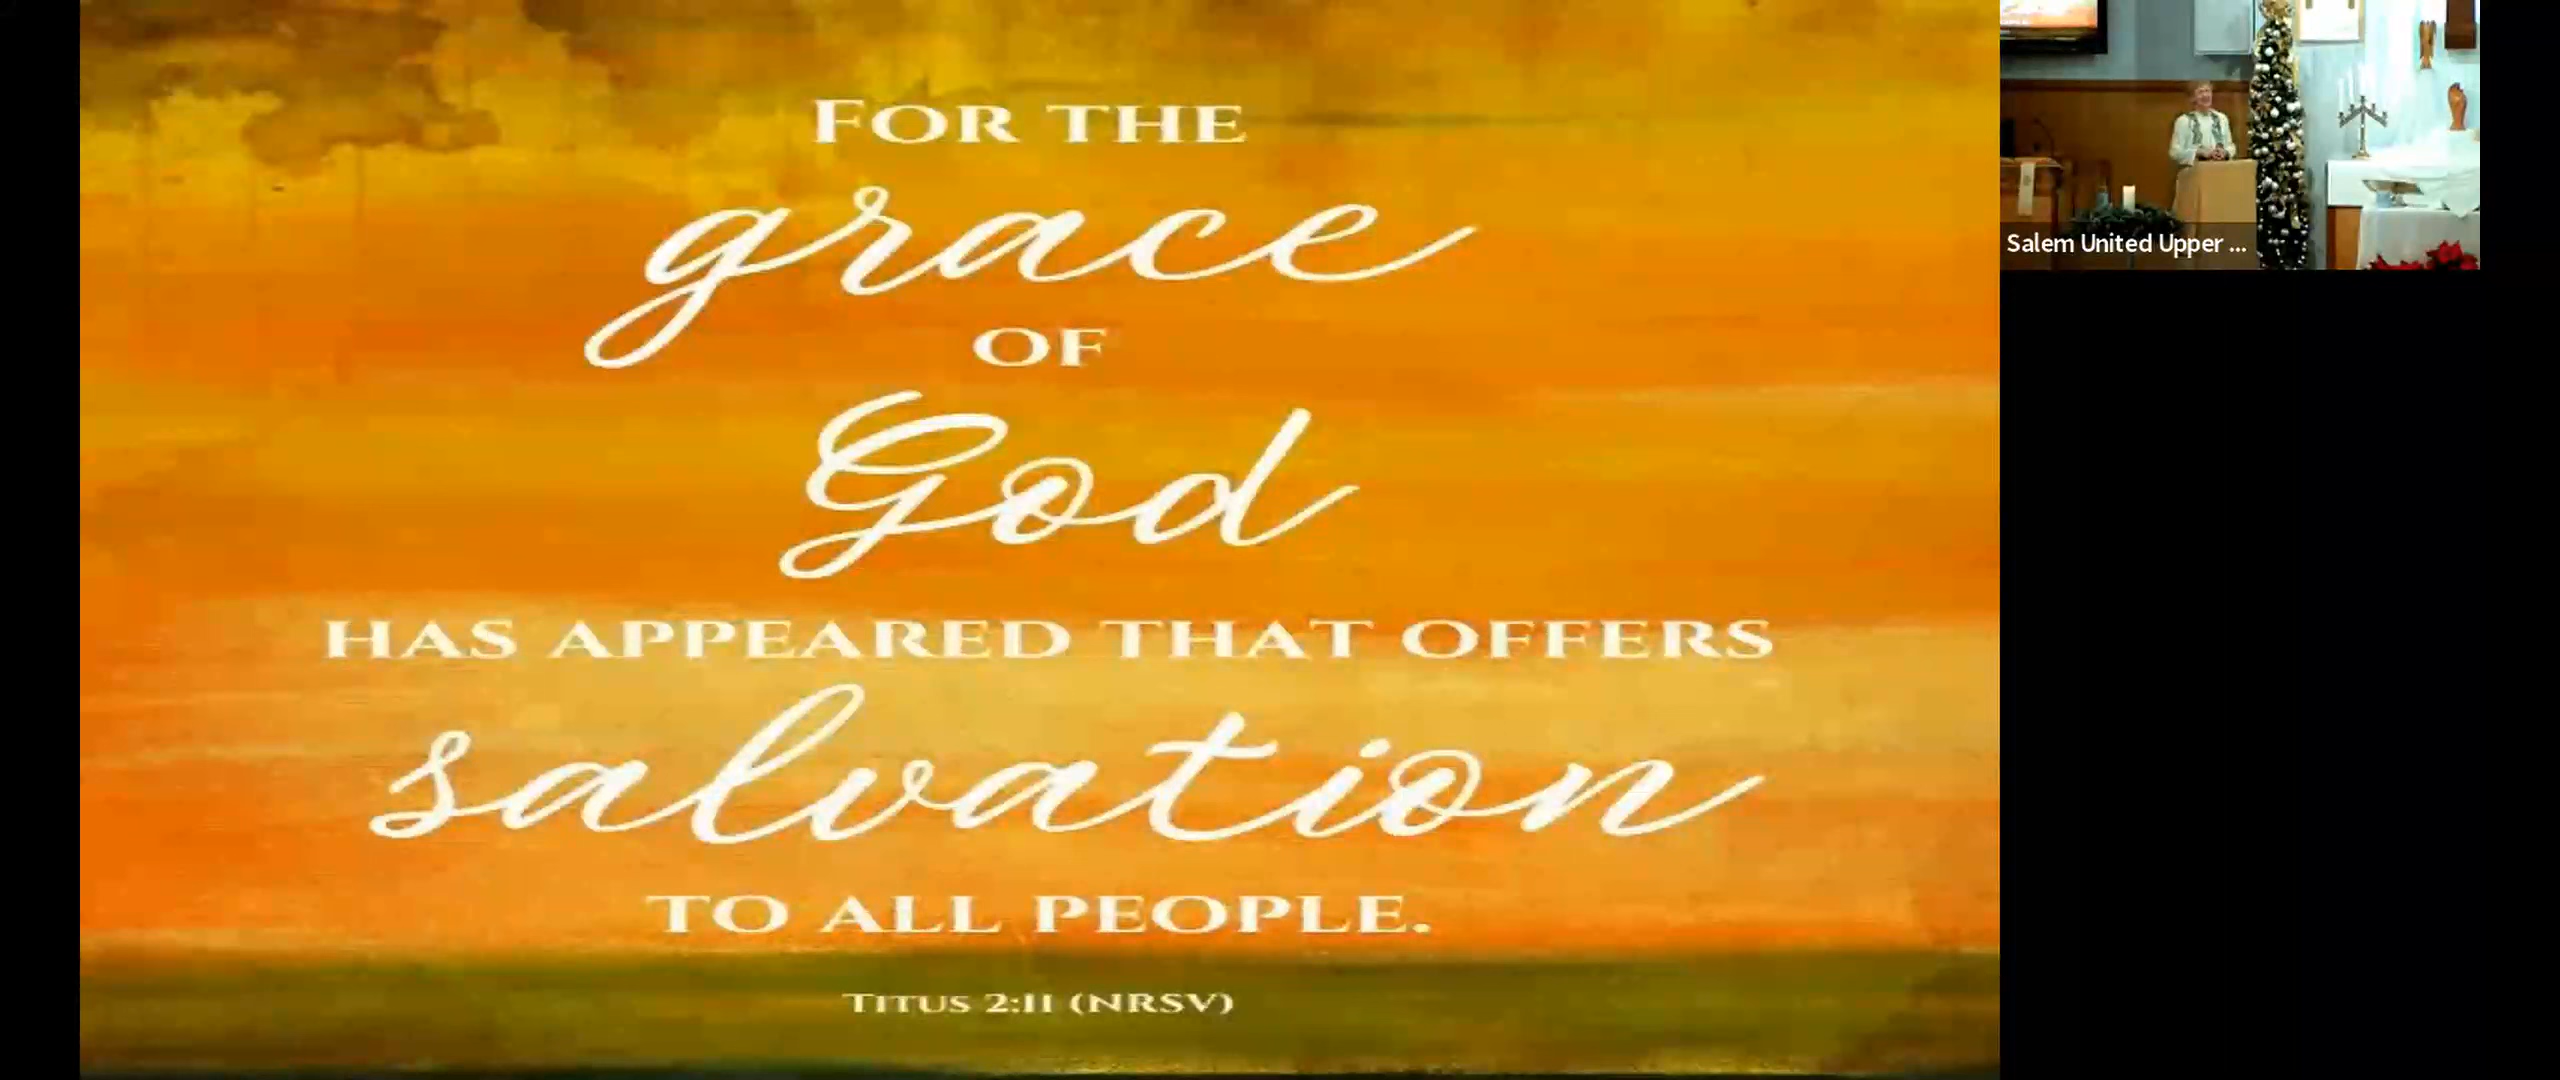 FOR THE
grace
OF
God
HAS APPEARED THAT OFFERS
salvation
TO ALL PEOPLE.
TITUS 2:11 (NRSV)
Salem United Upper ...